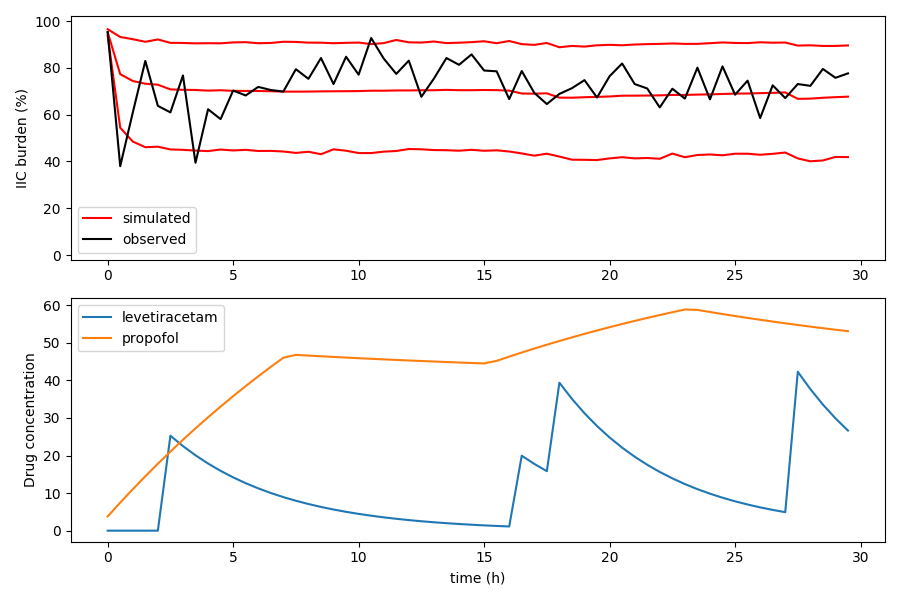 100
80
60
40
20
0
IIC burden (%)
simulated
observed
0 5 10 15 20 25 30
60
50
40
30
20
10
0
Drug concentration
levetiracetam
propofol
0 5 10 15 20 25 30
time (h)